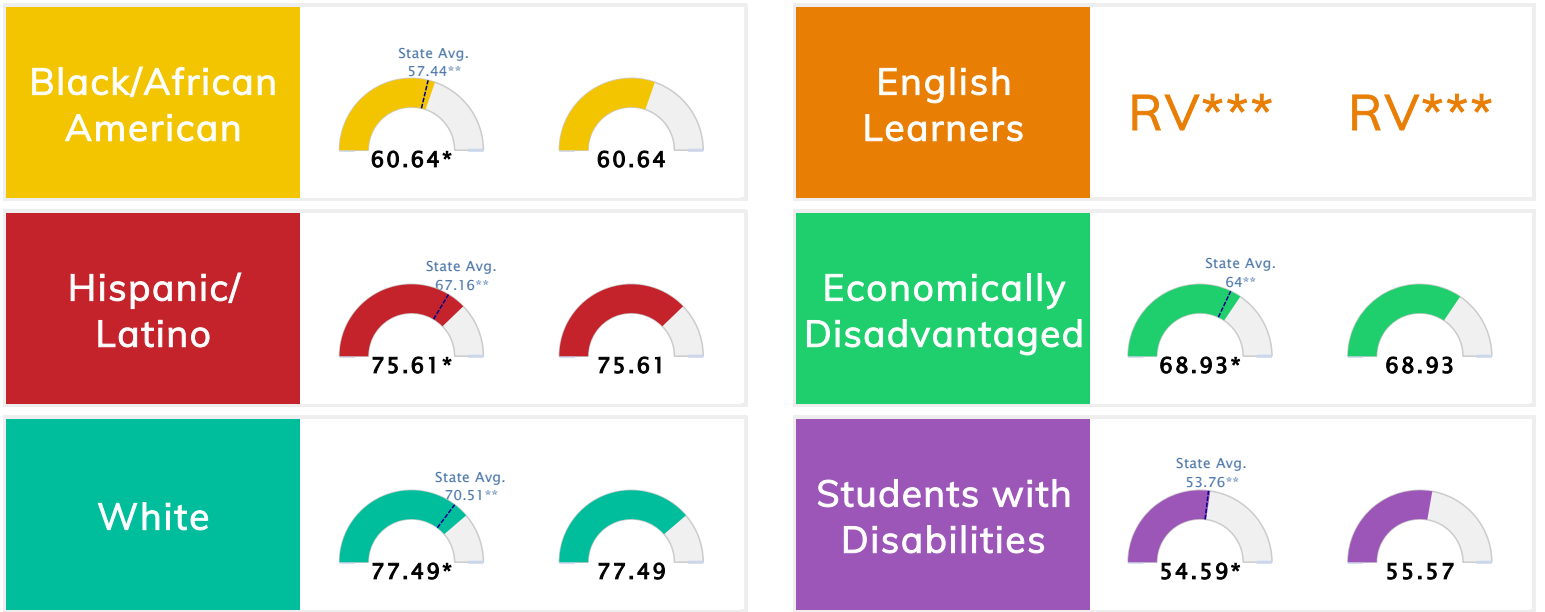 Black/African
American
State Avg.
57.44**
60.64*
60.64
English
Learners
RV***
RV***
Hispanic/
Latino
State Avg.
67.16**
75.61*
75.61
Economically
Disadvantaged
State Avg.
64**
68.93*
68.93
White
State Avg.
70.51**
77.49*
77.49
Students with
Disabilities
State Avg.
53.76**
54.59*
55.57